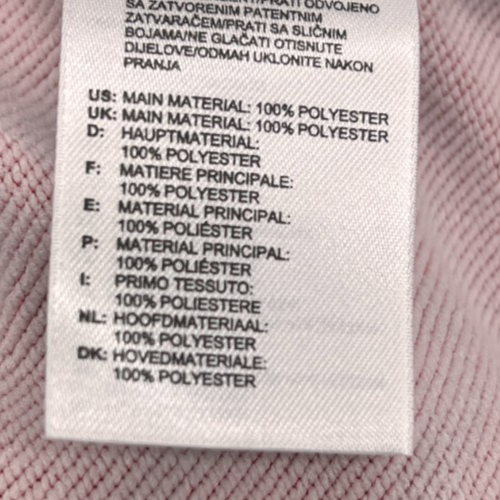 ODVOJENO
SA ZATVORENIM PATENTNIM
ZATVARAČEM/PRATI SA SLIČNIM
BOJAMA/NE GLAČATI OTISNUTE
DIJELOVE/ODMAH UKLONITE NAKON
PRANJA
US: MAIN MATERIAL: 100% POLYESTER
UK: MAIN MATERIAL: 100% POLYESTER
D: HAUPTMATERIAL:
100% POLYESTER
F: MATIERE PRINCIPALE:
100% POLYESTER
E: MATERIAL PRINCIPAL:
100% POLIÉSTER
P: MATERIAL PRINCIPAL:
100% POLIÉSTER
I: PRIMO TESSUTO:
100% POLIESTERE
NL: HOOFDMATERIAAL:
100% POLYESTER
DK: HOVEDMATERIALE:
100% POLYESTER